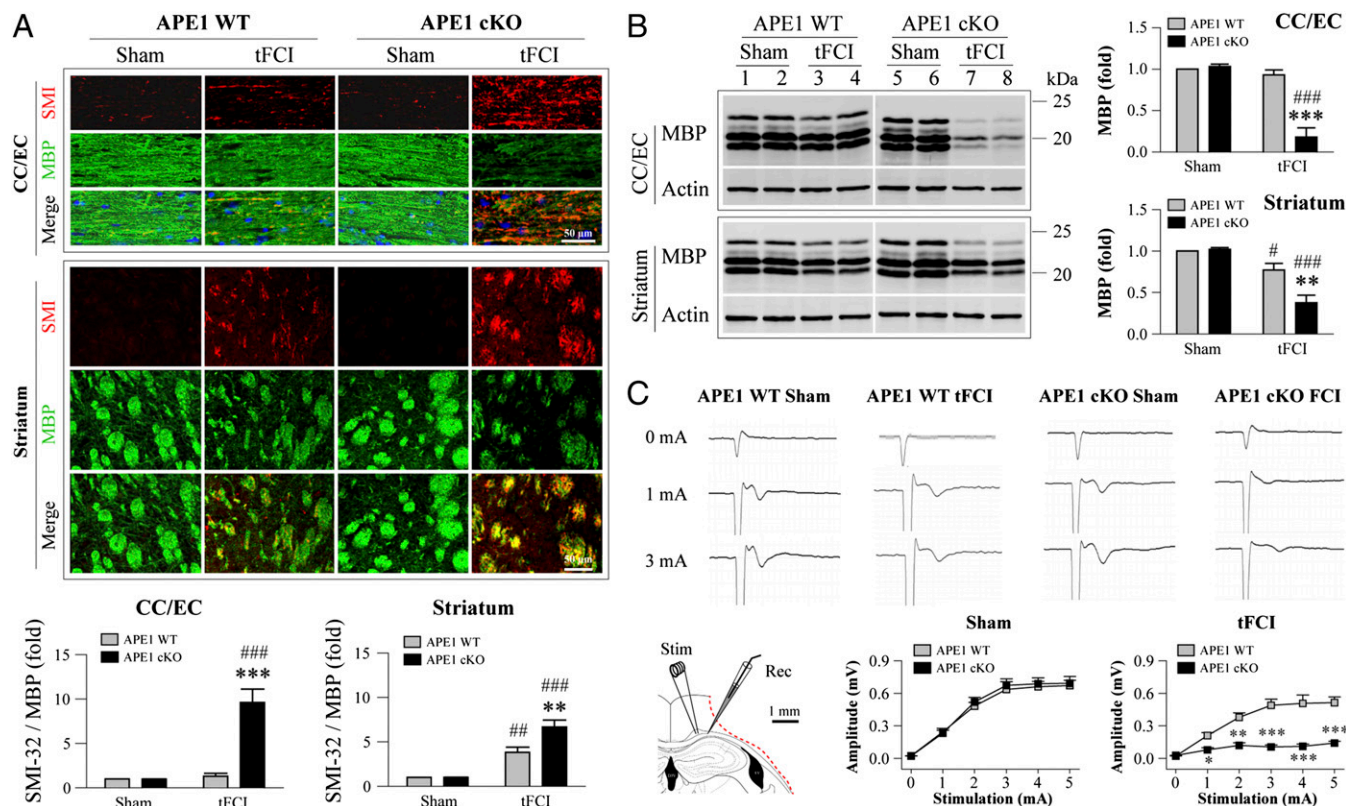 A
APE1 WT
APE1 cKO
Sham
tFCI
Sham
tFCI
CC/EC
SMI
MBP
Merge
50 µm
Striatum
SMI
MBP
Merge
50 µm
CC/EC
APE1 WT
APE1 cKO
SMI-32 / MBP (fold)
15
10
5
0
###
***
Sham
tFCI
Striatum
APE1 WT
APE1 cKO
SMI-32 / MBP (fold)
15
10
5
0
##
###
**
Sham
tFCI
B
APE1 WT
APE1 cKO
Sham
tFCI
Sham
tFCI
1 2 3 4 5 6 7 8
kDa
CC/EC
MBP
25
20
Actin
Striatum
MBP
25
20
Actin
CC/EC
APE1 WT
APE1 cKO
MBP (fold)
1.5
1.0
0.5
0.0
###
***
Sham
tFCI
Striatum
APE1 WT
APE1 cKO
MBP (fold)
1.5
1.0
0.5
0.0
#
###
**
Sham
tFCI
C
APE1 WT Sham
APE1 WT tFCI
APE1 cKO Sham
APE1 cKO FCI
0 mA
1 mA
3 mA
Stim
Rec
1 mm
Sham
APE1 WT
APE1 cKO
Amplitude (mV)
0.9
0.6
0.3
0.0
0 1 2 3 4 5
Stimulation (mA)
tFCI
APE1 WT
APE1 cKO
Amplitude (mV)
0.9
0.6
0.3
0.0
*
**
***
***
***
0 1 2 3 4 5
Stimulation (mA)